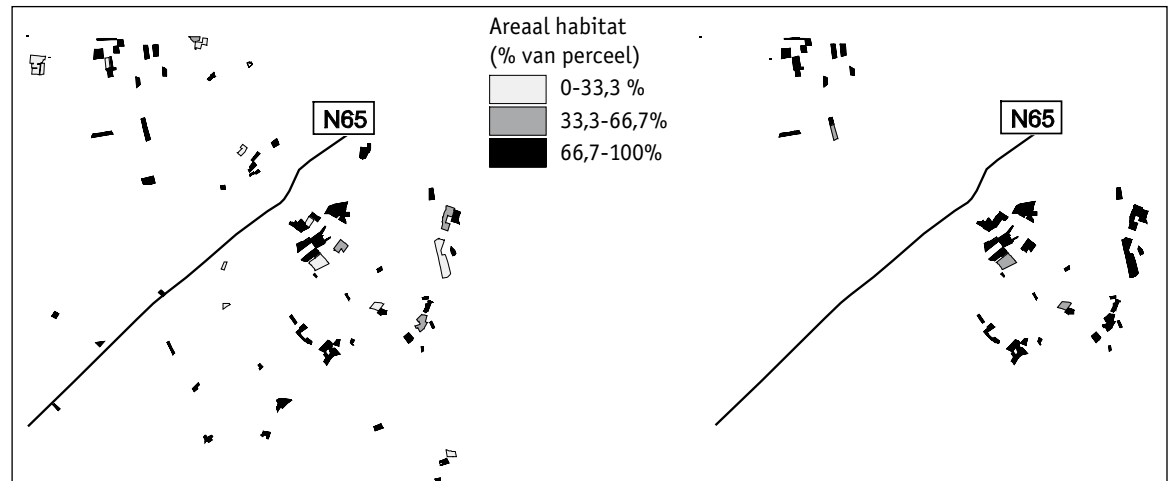 Areaal habitat
(% van perceel)
0-33,3 %
33,3-66,7%
66,7-100%
N65
N65